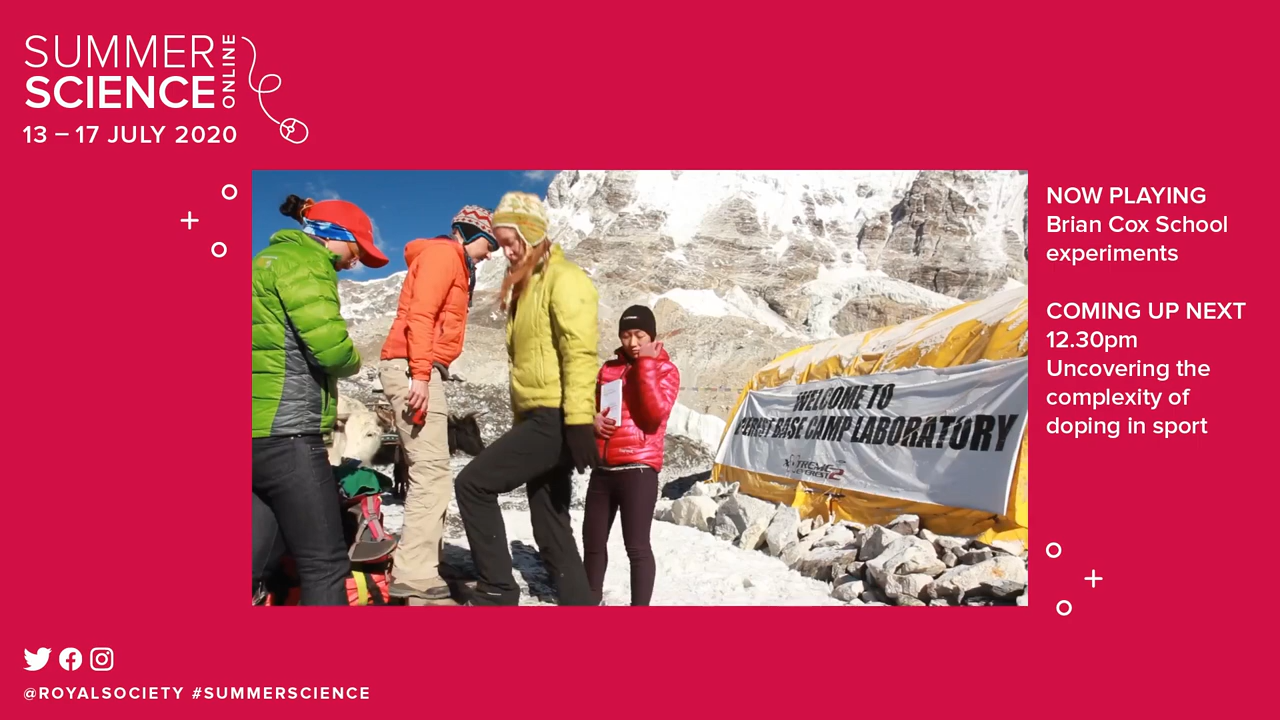 SUMMER
SCIENCE
ONLINE
13 – 17 JULY 2020
NOW PLAYING
Brian Cox School
experiments
COMING UP NEXT
12.30pm
Uncovering the
complexity of
doping in sport
WELCOME TO
BASE CAMP LABORATORY
@ROYALSOCIETY #SUMMERSCIENCE